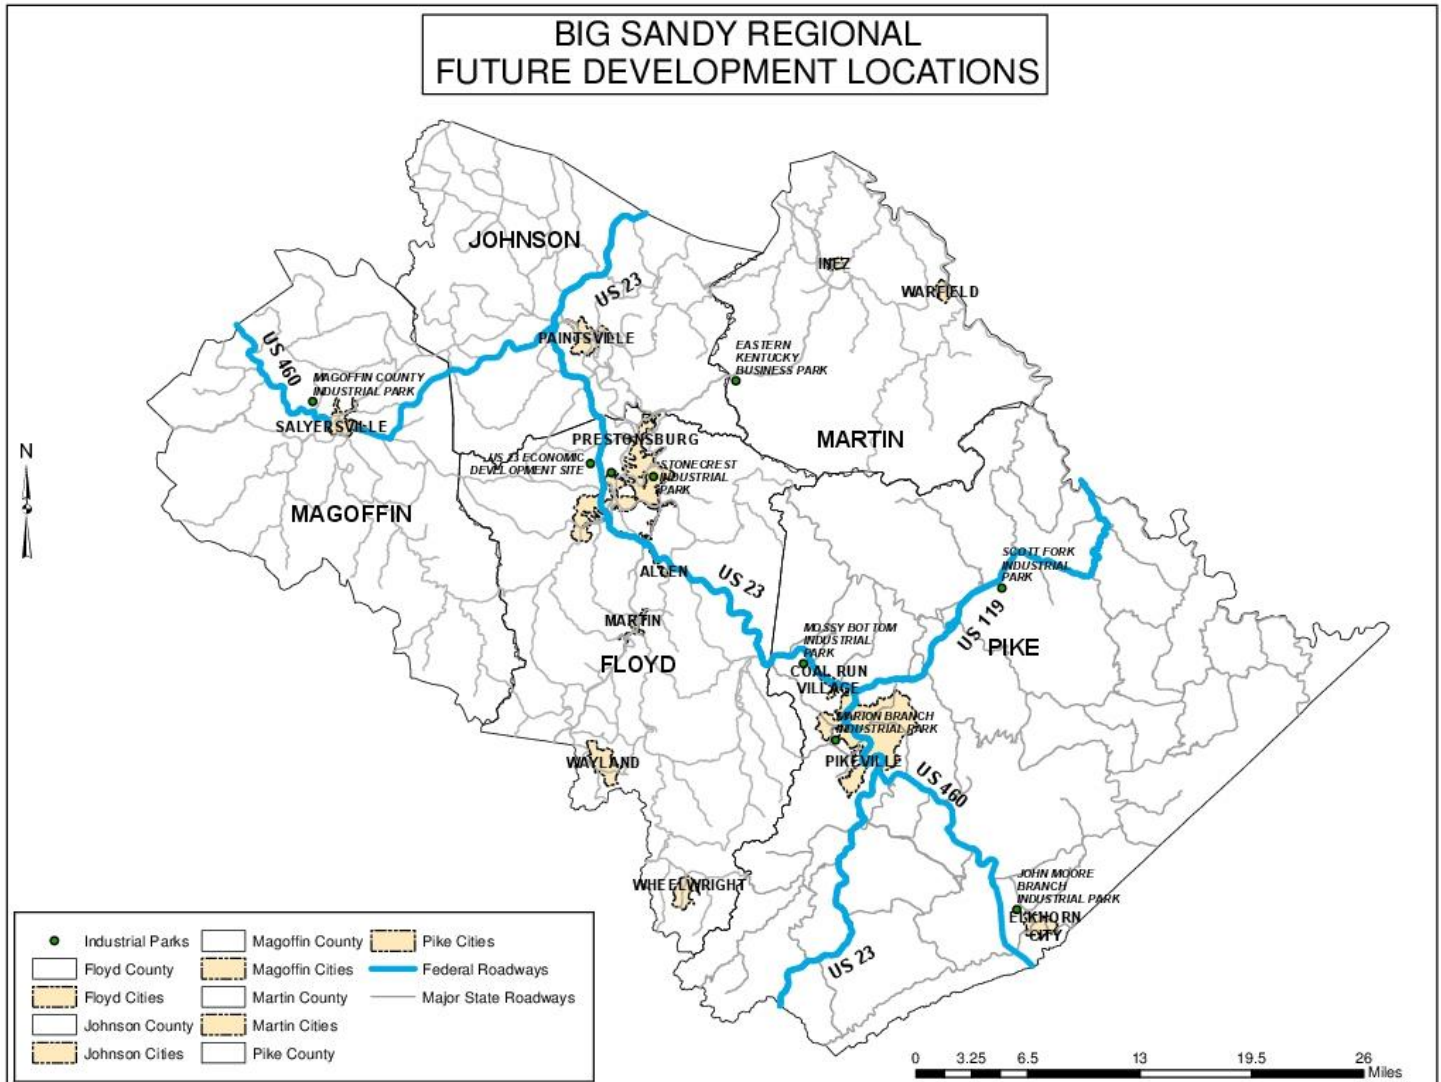 BIG SANDY REGIONAL
FUTURE DEVELOPMENT LOCATIONS
JOHNSON
US 23
INEZ
WARFIELD
PAINTSVILLE
US 460
MAGOFFIN COUNTY
INDUSTRIAL PARK
EASTERN
KENTUCKY
BUSINESS PARK
SALYERSVILLE
PRESTONSBURG
MARTIN
N
US 23 ECONOMIC
DEVELOPMENT SITE
STONECREST
INDUSTRIAL
PARK
MAGOFFIN
SCOTT FORK
INDUSTRIAL
PARK
ALLEN
US 23
MARTIN
US 119
MOSSY BOTTOM
INDUSTRIAL
PARK
PIKE
FLOYD
COAL RUN
VILLAGE
MARION BRANCH
INDUSTRIAL PARK
WAYLAND
PIKEVILLE
US 460
WHEELWRIGHT
JOHN MOORE
BRANCH
INDUSTRIAL PARK
ELKHORN
CITY
US 23
Industrial Parks
Floyd County
Floyd Cities
Johnson County
Johnson Cities
Magoffin County
Magoffin Cities
Martin County
Martin Cities
Pike County
Pike Cities
Federal Roadways
Major State Roadways
0 3.25 6.5 13 19.5 26
Miles